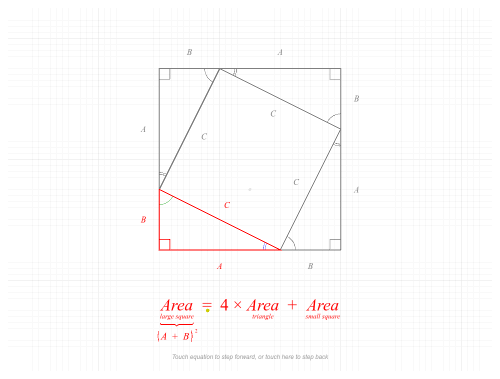 B A
B
C
A C
C
A
B C
A B
Area = 4 × Area + Area
large square triangle small square
(A + B)²
Touch equation to step forward, or touch here to step back